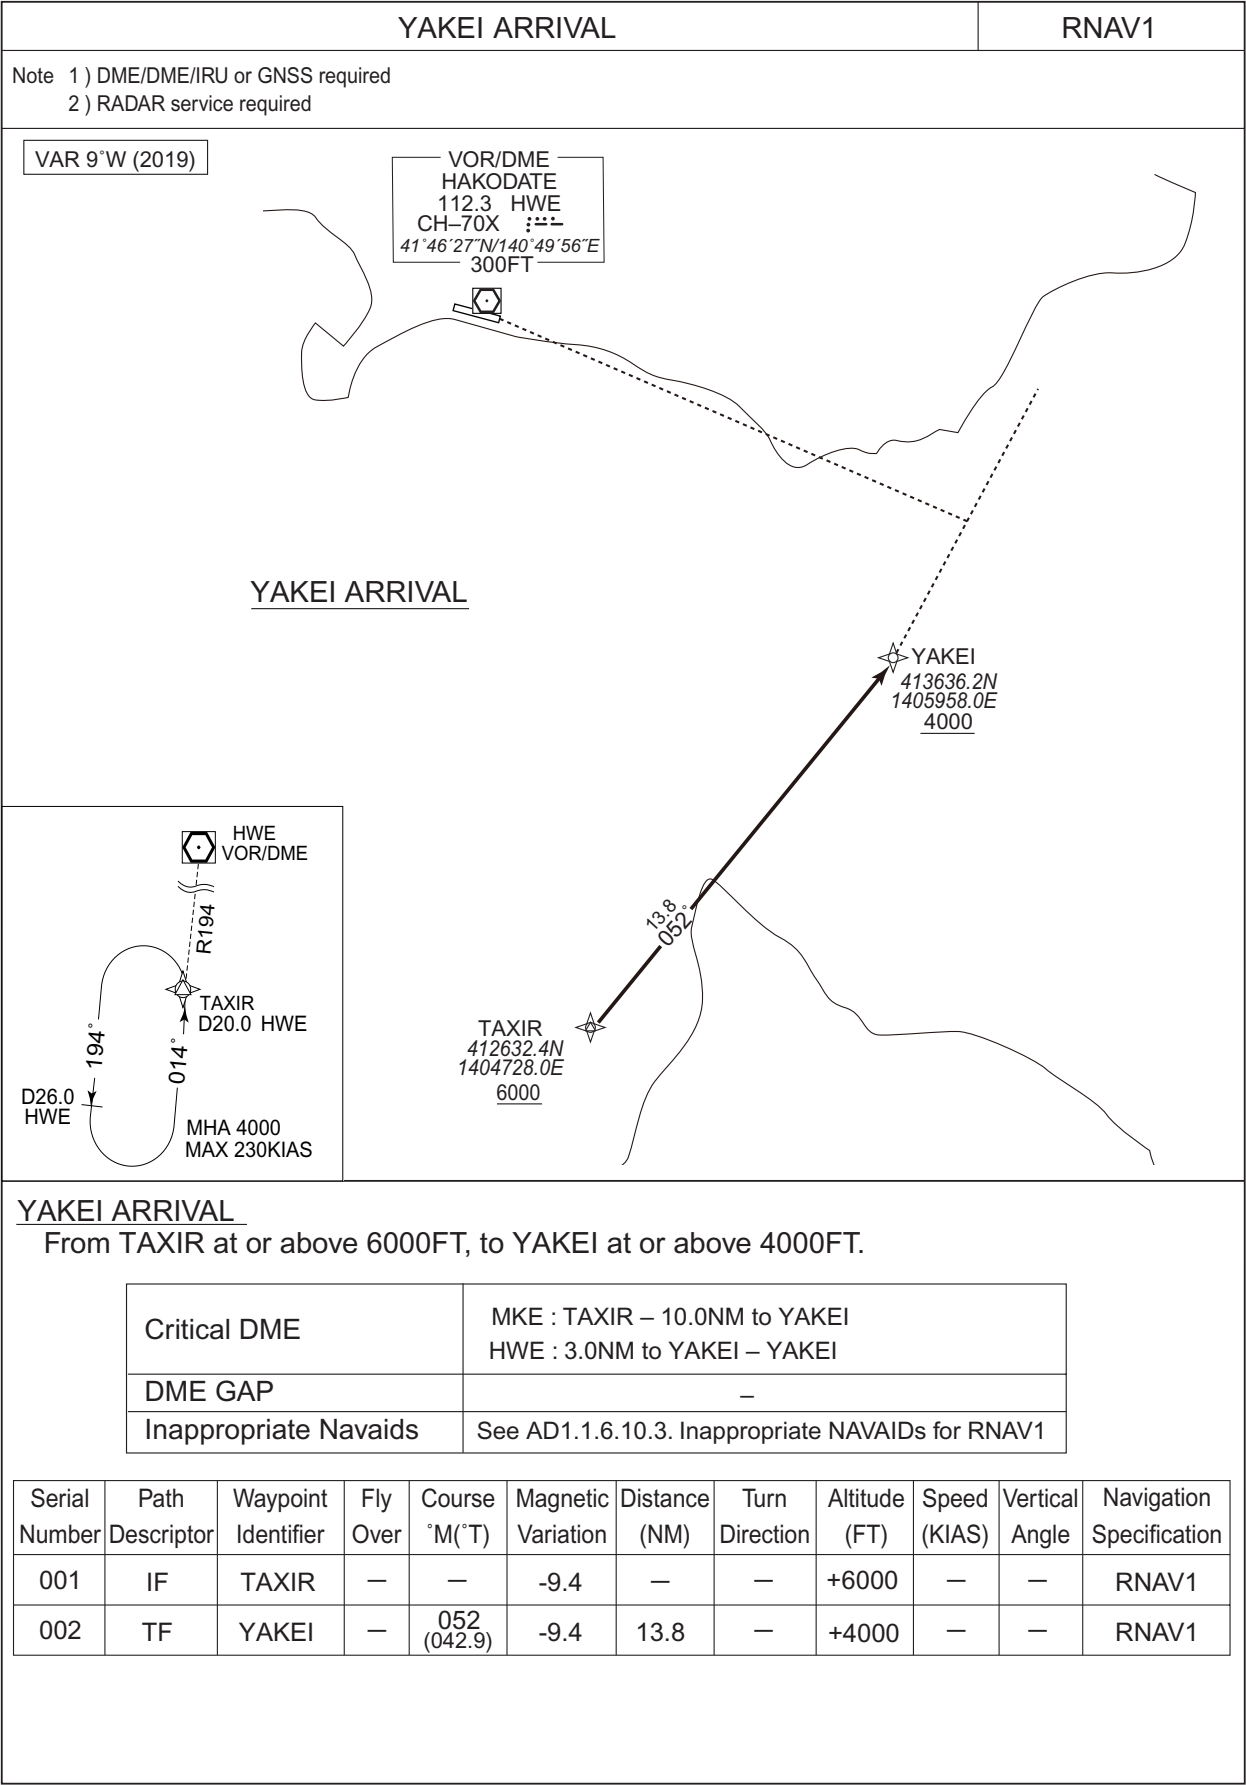 YAKEI ARRIVAL
RNAV1
Note 1 ) DME/DME/IRU or GNSS required
2 ) RADAR service required
VAR 9˚W (2019)
VOR/DME
HAKODATE
112.3 HWE
CH–70X
41˚46´27˝N/140˚49´56˝E
300FT
YAKEI ARRIVAL
YAKEI
413636.2N
1405958.0E
4000
13.8
052˚
TAXIR
412632.4N
1404728.0E
6000
HWE
VOR/DME
R194
TAXIR
D20.0 HWE
194˚
014˚
D26.0
HWE
MHA 4000
MAX 230KIAS
YAKEI ARRIVAL
From TAXIR at or above 6000FT, to YAKEI at or above 4000FT.
Critical DME
MKE : TAXIR – 10.0NM to YAKEI
HWE : 3.0NM to YAKEI – YAKEI
DME GAP –
Inappropriate Navaids See AD1.1.6.10.3. Inappropriate NAVAIDs for RNAV1
Serial Path Waypoint Fly Course Magnetic Distance Turn Altitude Speed Vertical Navigation
Number Descriptor Identifier Over ˚M(˚T) Variation (NM) Direction (FT) (KIAS) Angle Specification
001 IF TAXIR — — -9.4 — — +6000 — — RNAV1
002 TF YAKEI — 052 -9.4 13.8 — +4000 — — RNAV1
(042.9)